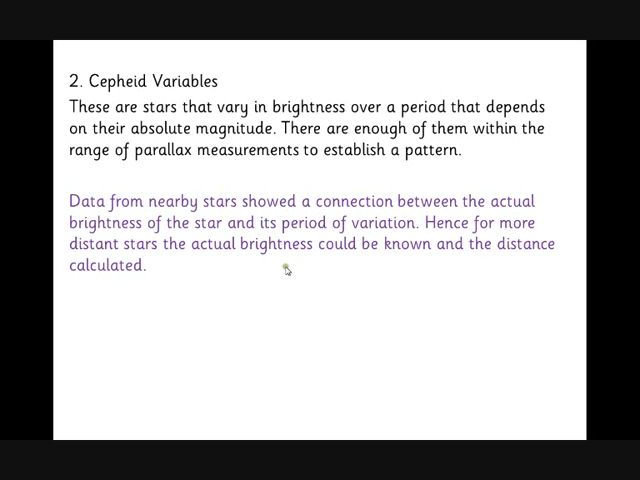 2. Cepheid Variables
These are stars that vary in brightness over a period that depends
on their absolute magnitude. There are enough of them within the
range of parallax measurements to establish a pattern.
Data from nearby stars showed a connection between the actual
brightness of the star and its period of variation. Hence for more
distant stars the actual brightness could be known and the distance
calculated.